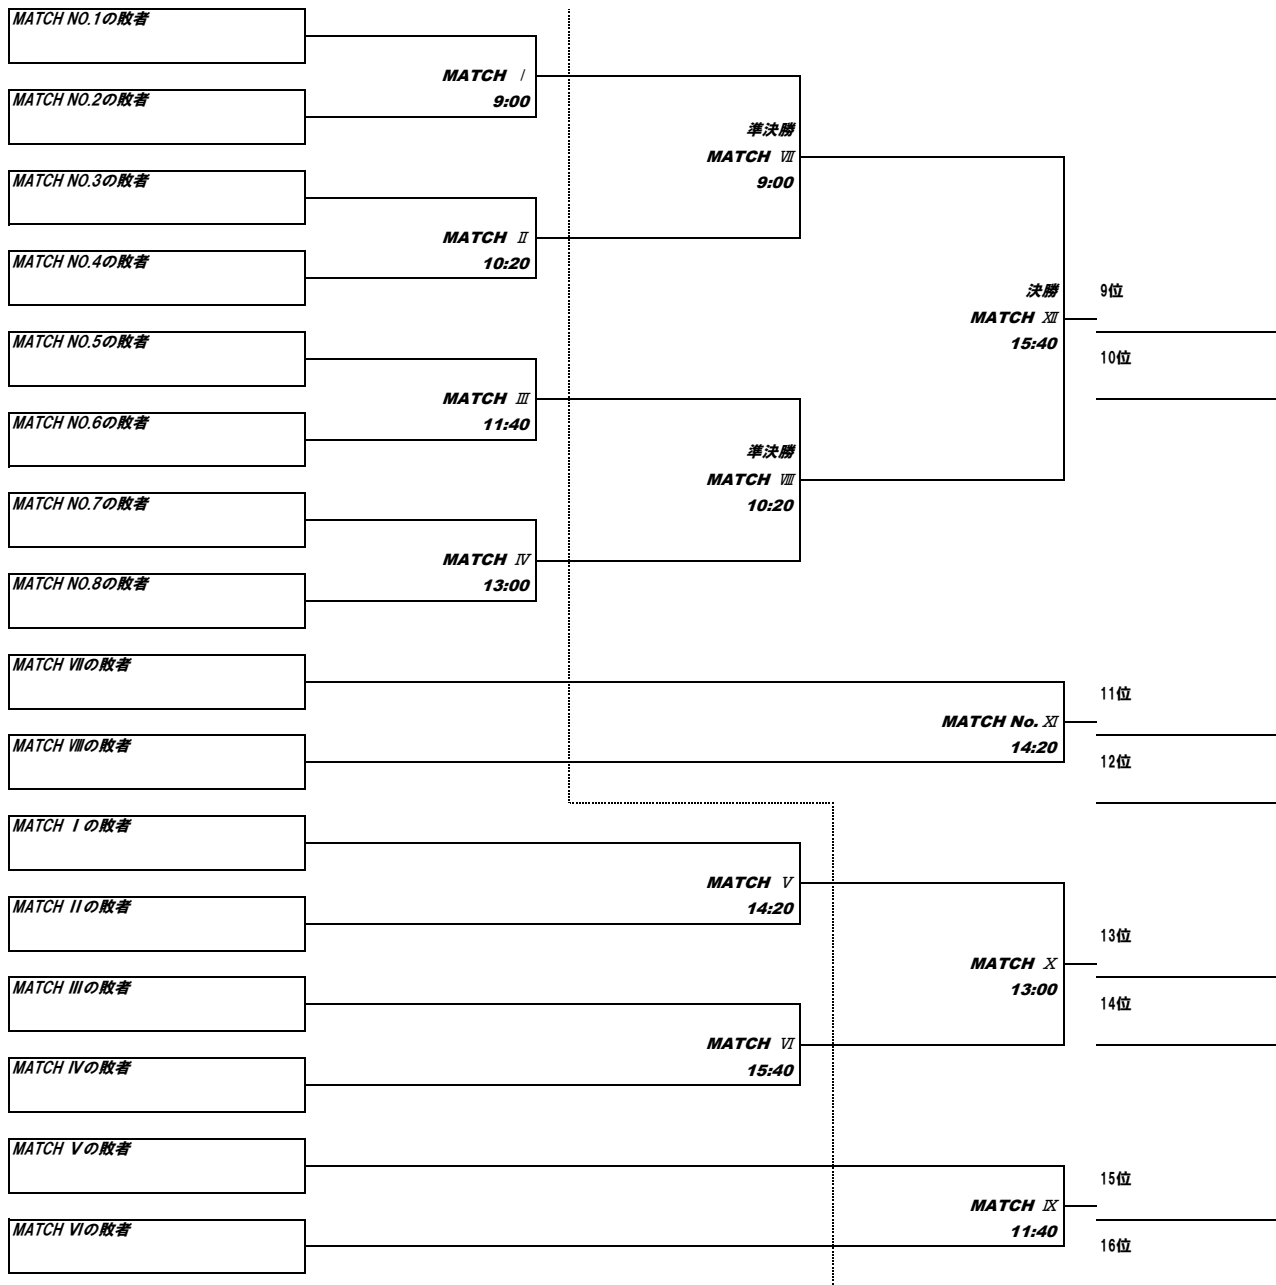 MATCH NO.1の敗者
MATCH Ⅰ
9:00
MATCH NO.2の敗者
準決勝
MATCH Ⅶ
9:00
MATCH NO.3の敗者
MATCH Ⅱ
10:20
MATCH NO.4の敗者
決勝
MATCH Ⅻ
15:40
9位
10位
MATCH NO.5の敗者
MATCH Ⅲ
11:40
MATCH NO.6の敗者
準決勝
MATCH Ⅷ
10:20
MATCH NO.7の敗者
MATCH Ⅳ
13:00
MATCH NO.8の敗者
MATCH Ⅶの敗者
MATCH No. Ⅺ
14:20
11位
12位
MATCH Ⅷの敗者
MATCH Ⅰの敗者
MATCH Ⅴ
14:20
MATCH Ⅱの敗者
MATCH Ⅹ
13:00
13位
14位
MATCH Ⅲの敗者
MATCH Ⅵ
15:40
MATCH Ⅳの敗者
MATCH Ⅴの敗者
MATCH Ⅸ
11:40
15位
16位
MATCH Ⅵの敗者